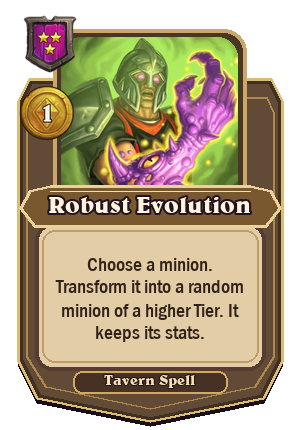 1
Robust Evolution
Choose a minion.
Transform it into a random
minion of a higher Tier. It
keeps its stats.
Tavern Spell